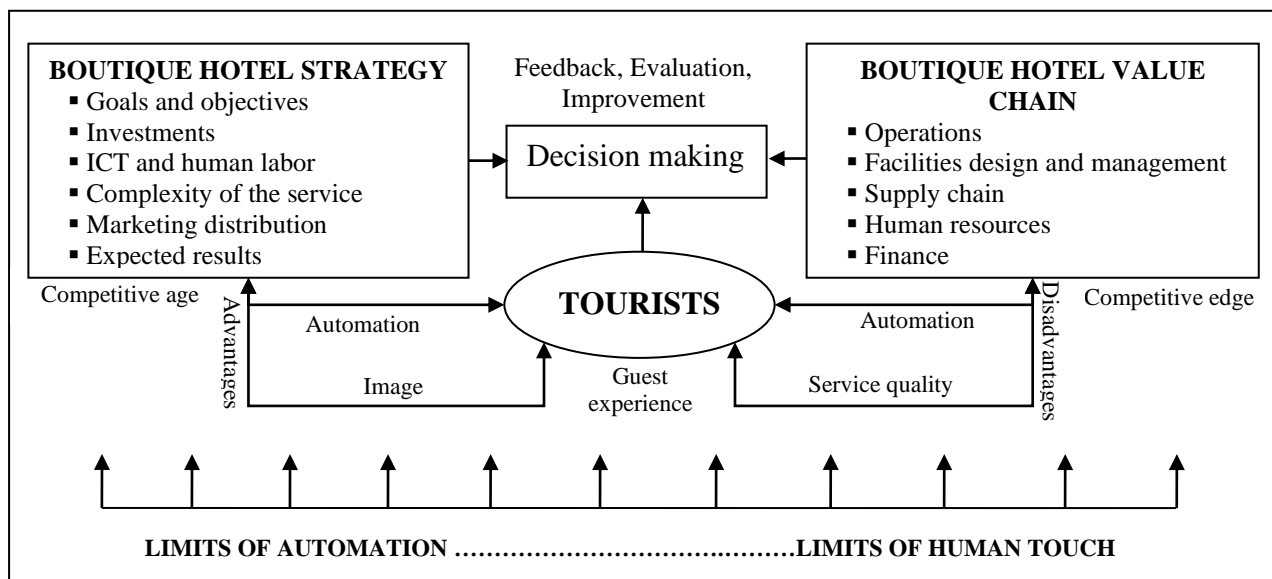 BOUTIQUE HOTEL STRATEGY
▪ Goals and objectives
▪ Investments
▪ ICT and human labor
▪ Complexity of the service
▪ Marketing distribution
▪ Expected results
Feedback, Evaluation,
Improvement
Decision making
BOUTIQUE HOTEL VALUE
CHAIN
▪ Operations
▪ Facilities design and management
▪ Supply chain
▪ Human resources
▪ Finance
Competitive age
Advantages
Automation
Image
TOURISTS
Guest
experience
Automation
Service quality
Disadvantages
Competitive edge
LIMITS OF AUTOMATION ……………………………..………LIMITS OF HUMAN TOUCH